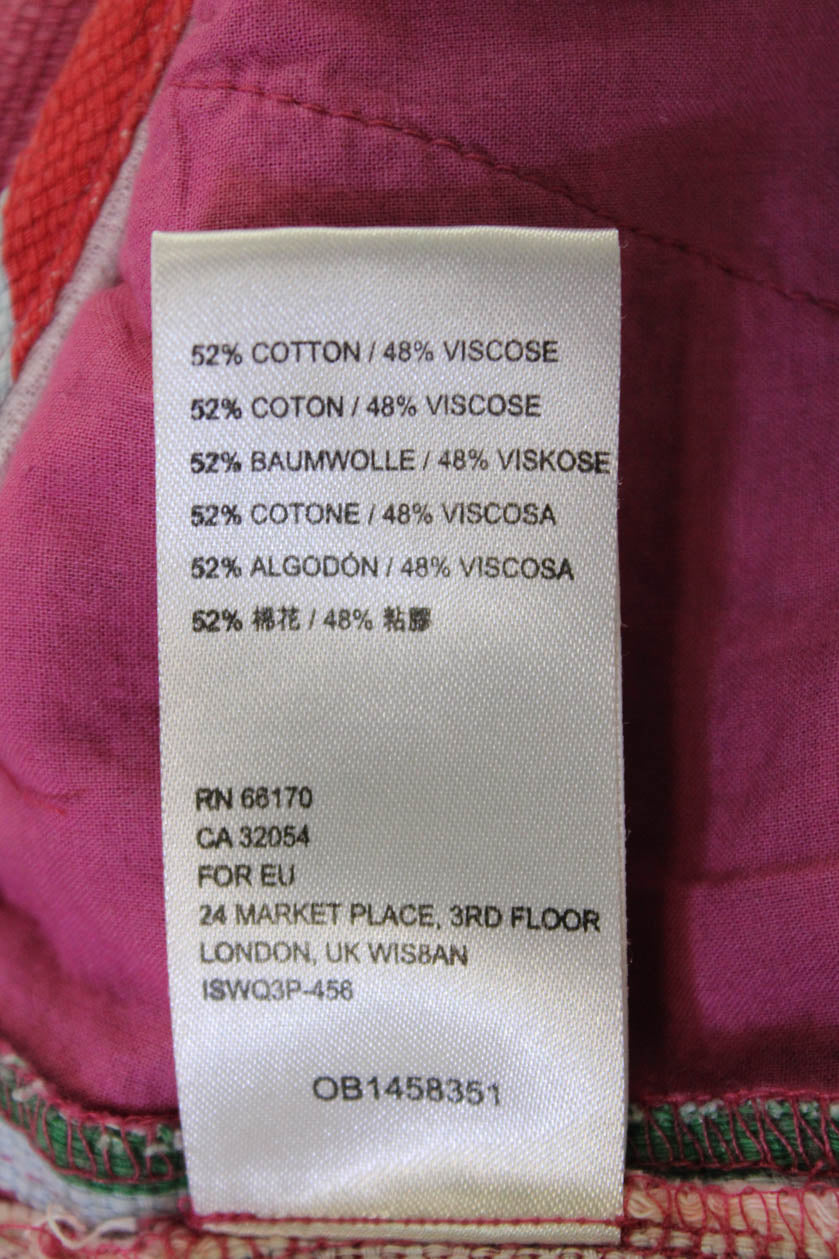 52% COTTON / 48% VISCOSE
52% COTON / 48% VISCOSE
52% BAUMWOLLE / 48% VISKOSE
52% COTONE / 48% VISCOSA
52% ALGODÓN / 48% VISCOSA
52% 棉花 / 48% 粘膠
RN 66170
CA 32054
FOR EU
24 MARKET PLACE, 3RD FLOOR
LONDON, UK WIS8AN
ISWQ3P-456
OB1458351